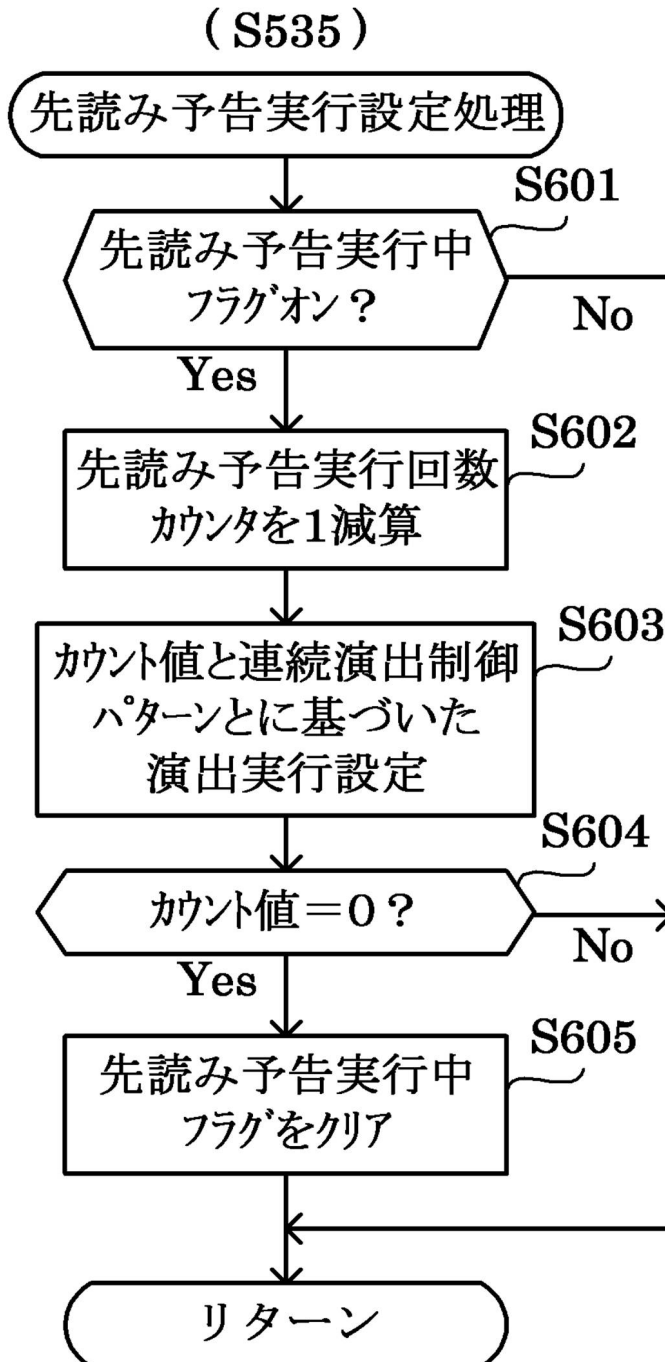 (S535)
先読み予告実行設定処理
S601
先読み予告実行中
フラグオン?
No
Yes
S602
先読み予告実行回数
カウンタを1減算
S603
カウント値と連続演出制御
パターンとに基づいた
演出実行設定
S604
カウント値=0?
No
Yes
S605
先読み予告実行中
フラグをクリア
リターン